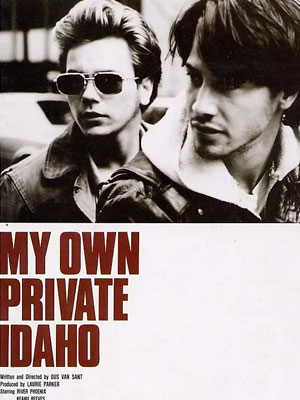 MY OWN
PRIVATE
IDAHO
Written and Directed by GUS VAN SANT
Produced by LAURIE PARKER
Starring RIVER PHOENIX
KEANU REEVES